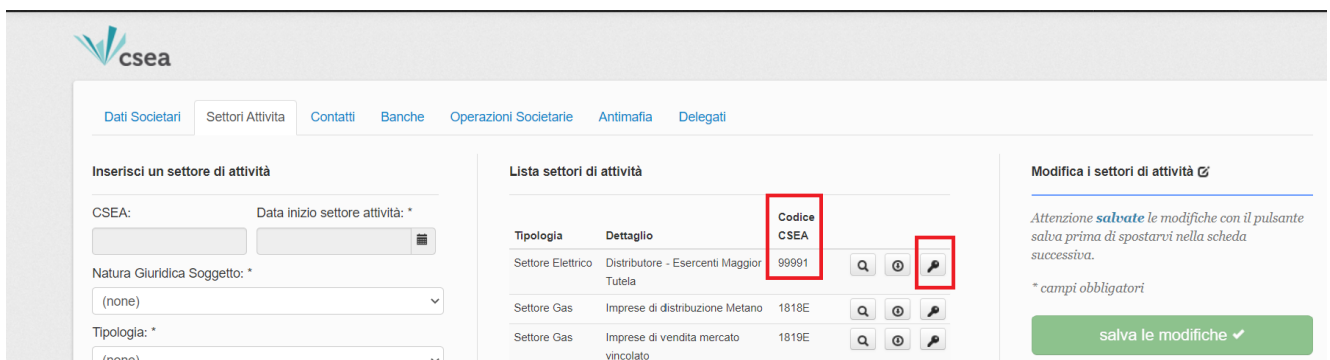 csea
Dati Societari Settori Attivita Contatti Banche Operazioni Societarie Antimafia Delegati
Inserisci un settore di attività
CSEA: Data inizio settore attività: *
Natura Giuridica Soggetto: *
(none)
Tipologia: *
(none)
Lista settori di attività
Tipologia Dettaglio Codice
CSEA
Settore Elettrico Distributore - Esercenti Maggior 99991
Tutela
Settore Gas Imprese di distribuzione Metano 1818E
Settore Gas Imprese di vendita mercato 1819E
vincolato
Modifica i settori di attività
Attenzione salvate le modifiche con il pulsante
salva prima di spostarvi nella scheda
successiva.
* campi obbligatori
salva le modifiche ✔